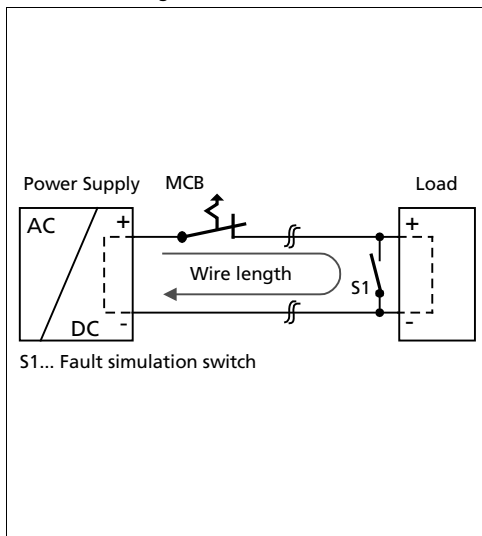 Power Supply MCB Load
AC + +
Wire length
S1
DC - -
S1... Fault simulation switch